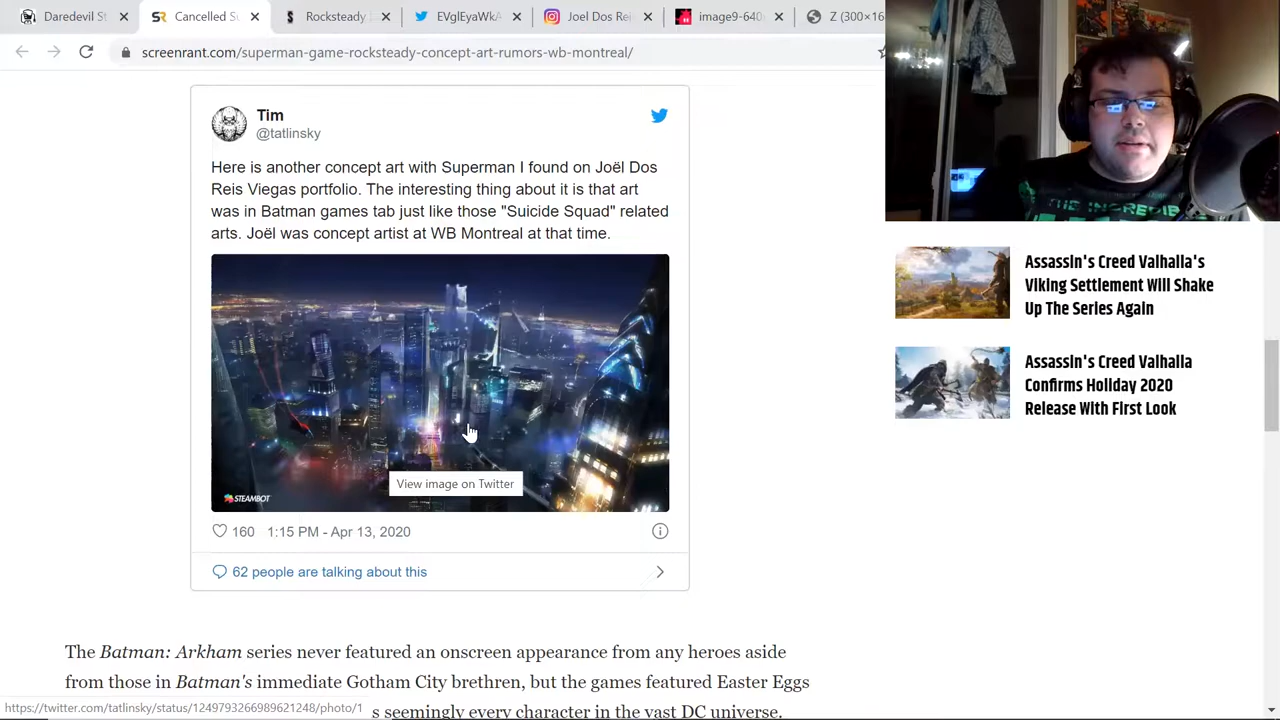 Daredevil St
Cancelled Su
Rocksteady L
EVglEyaWkA
Joel Dos Rei
image9-640
Z (300×16
screenrant.com/superman-game-rocksteady-concept-art-rumors-wb-montreal/
Tim
@tatlinsky
Here is another concept art with Superman I found on Joël Dos
Reis Viegas portfolio. The interesting thing about it is that art
was in Batman games tab just like those "Suicide Squad" related
arts. Joël was concept artist at WB Montreal at that time.
STEAMBOT
View image on Twitter
160 1:15 PM - Apr 13, 2020
62 people are talking about this
The Batman: Arkham series never featured an onscreen appearance from any heroes aside
from those in Batman's immediate Gotham City brethren, but the games featured Easter Eggs
s seemingly every character in the vast DC universe.
https://twitter.com/tatlinsky/status/1249793266989621248/photo/1
THE INCREDIB
Assassin's Creed Valhalla's
Viking Settlement Will Shake
Up The Series Again
Assassin's Creed Valhalla
Confirms Holiday 2020
Release With First Look